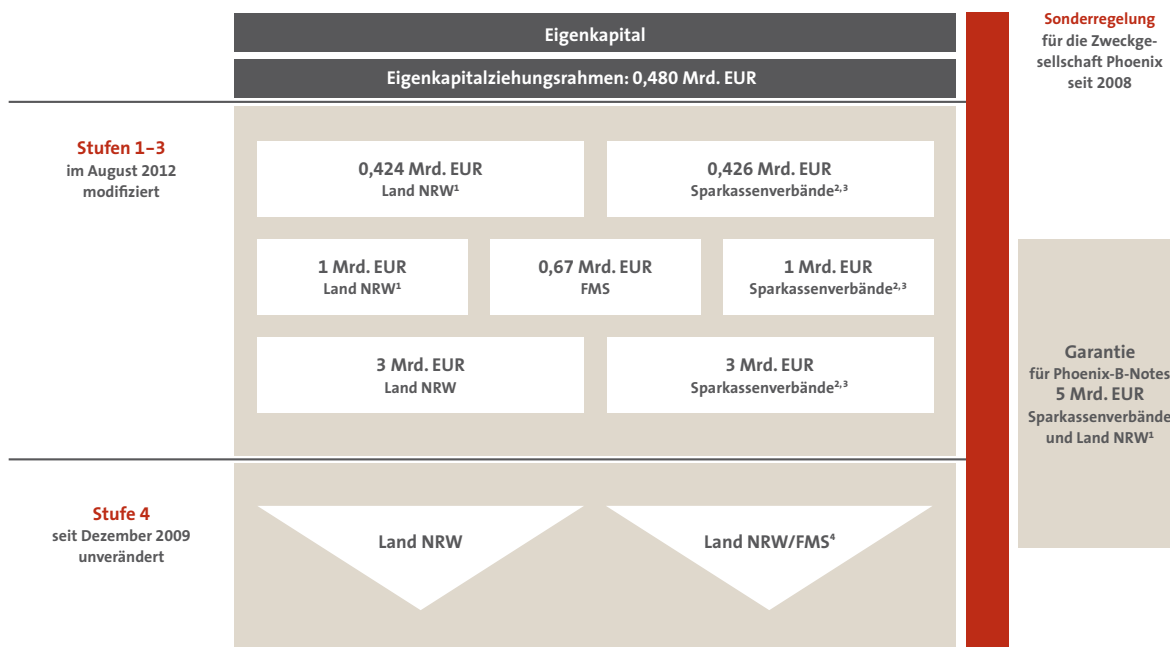 Eigenkapital
Eigenkapitalziehungsrahmen: 0,480 Mrd. EUR
Sonderregelung
für die Zweckge-
sellschaft Phoenix
seit 2008
Stufen 1–3
im August 2012
modifiziert
0,424 Mrd. EUR
Land NRW¹
0,426 Mrd. EUR
Sparkassenverbände²,³
1 Mrd. EUR
Land NRW¹
0,67 Mrd. EUR
FMS
1 Mrd. EUR
Sparkassenverbände²,³
3 Mrd. EUR
Land NRW
3 Mrd. EUR
Sparkassenverbände²,³
Garantie
für Phoenix-B-Notes
5 Mrd. EUR
Sparkassenverbände
und Land NRW¹
Stufe 4
seit Dezember 2009
unverändert
Land NRW
Land NRW/FMS⁴